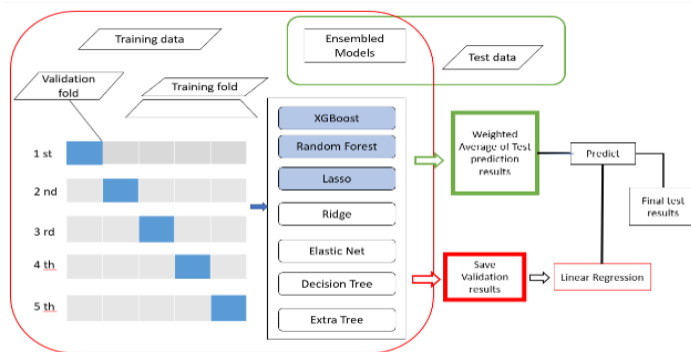 Training data
Ensembled
Models
Test data
Validation
fold
Training fold
XGBoost
Random Forest
Lasso
Ridge
Elastic Net
Decision Tree
Extra Tree
1 st
2 nd
3 rd
4 th
5 th
Weighted
Average of Test
prediction
results
Predict
Final test
results
Save
Validation
results
Linear Regression